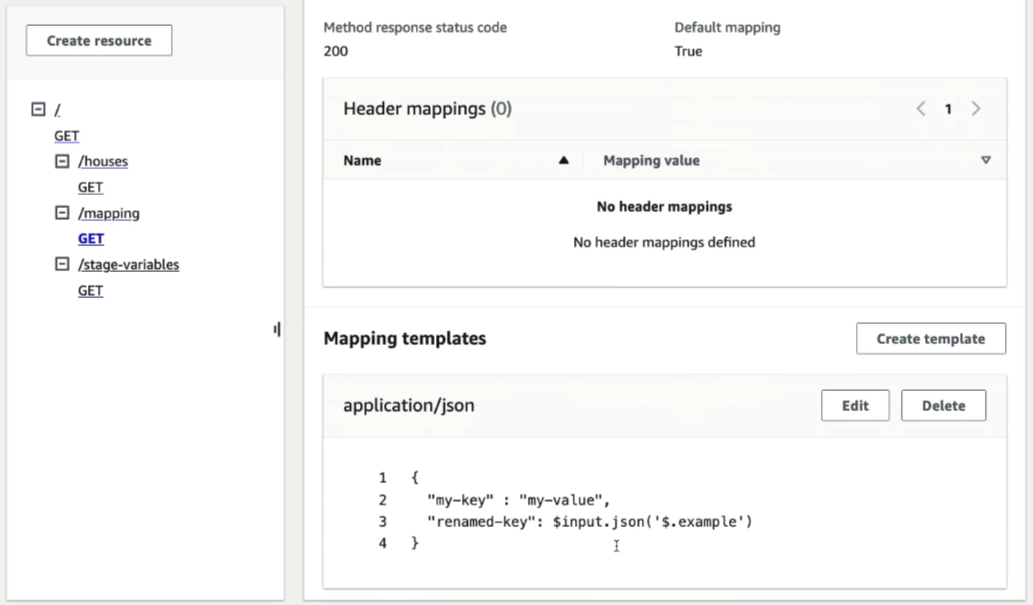 Create resource
/
GET
/houses
GET
/mapping
GET
/stage-variables
GET
Method response status code
200
Default mapping
True
Header mappings (0)
1
Name
Mapping value
No header mappings
No header mappings defined
Mapping templates
Create template
application/json
Edit
Delete
1 {
2 "my-key" : "my-value",
3 "renamed-key": $input.json('$.example')
4 }